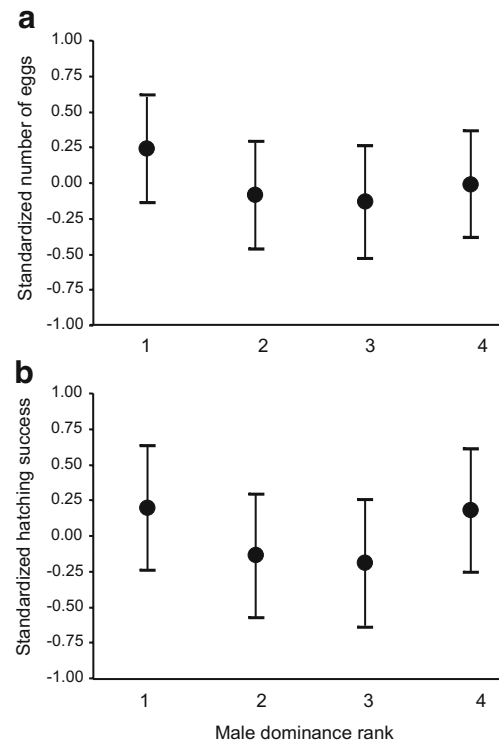 a
Standardized number of eggs
1.00
0.75
0.50
0.25
0.00
-0.25
-0.50
-0.75
-1.00
1 2 3 4
b
Standardized hatching success
1.00
0.75
0.50
0.25
0.00
-0.25
-0.50
-0.75
-1.00
1 2 3 4
Male dominance rank